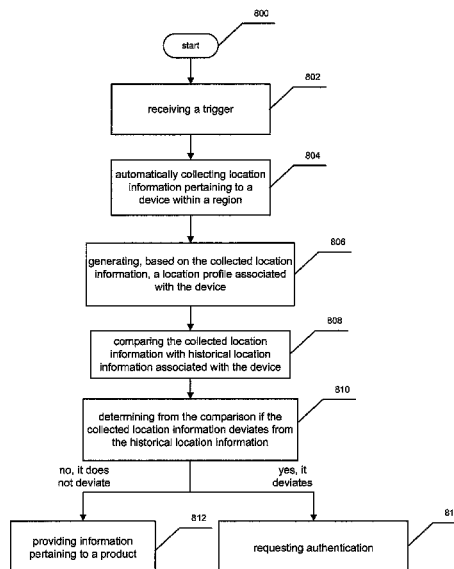 800
start
802
receiving a trigger
804
automatically collecting location
information pertaining to a
device within a region
806
generating, based on the collected location
information, a location profile associated
with the device
808
comparing the collected location
information with historical location
information associated with the device
810
determining from the comparison if the
collected location information deviates from
the historical location information
no, it does
not deviate
yes, it
deviates
812
providing information
pertaining to a product
requesting authentication